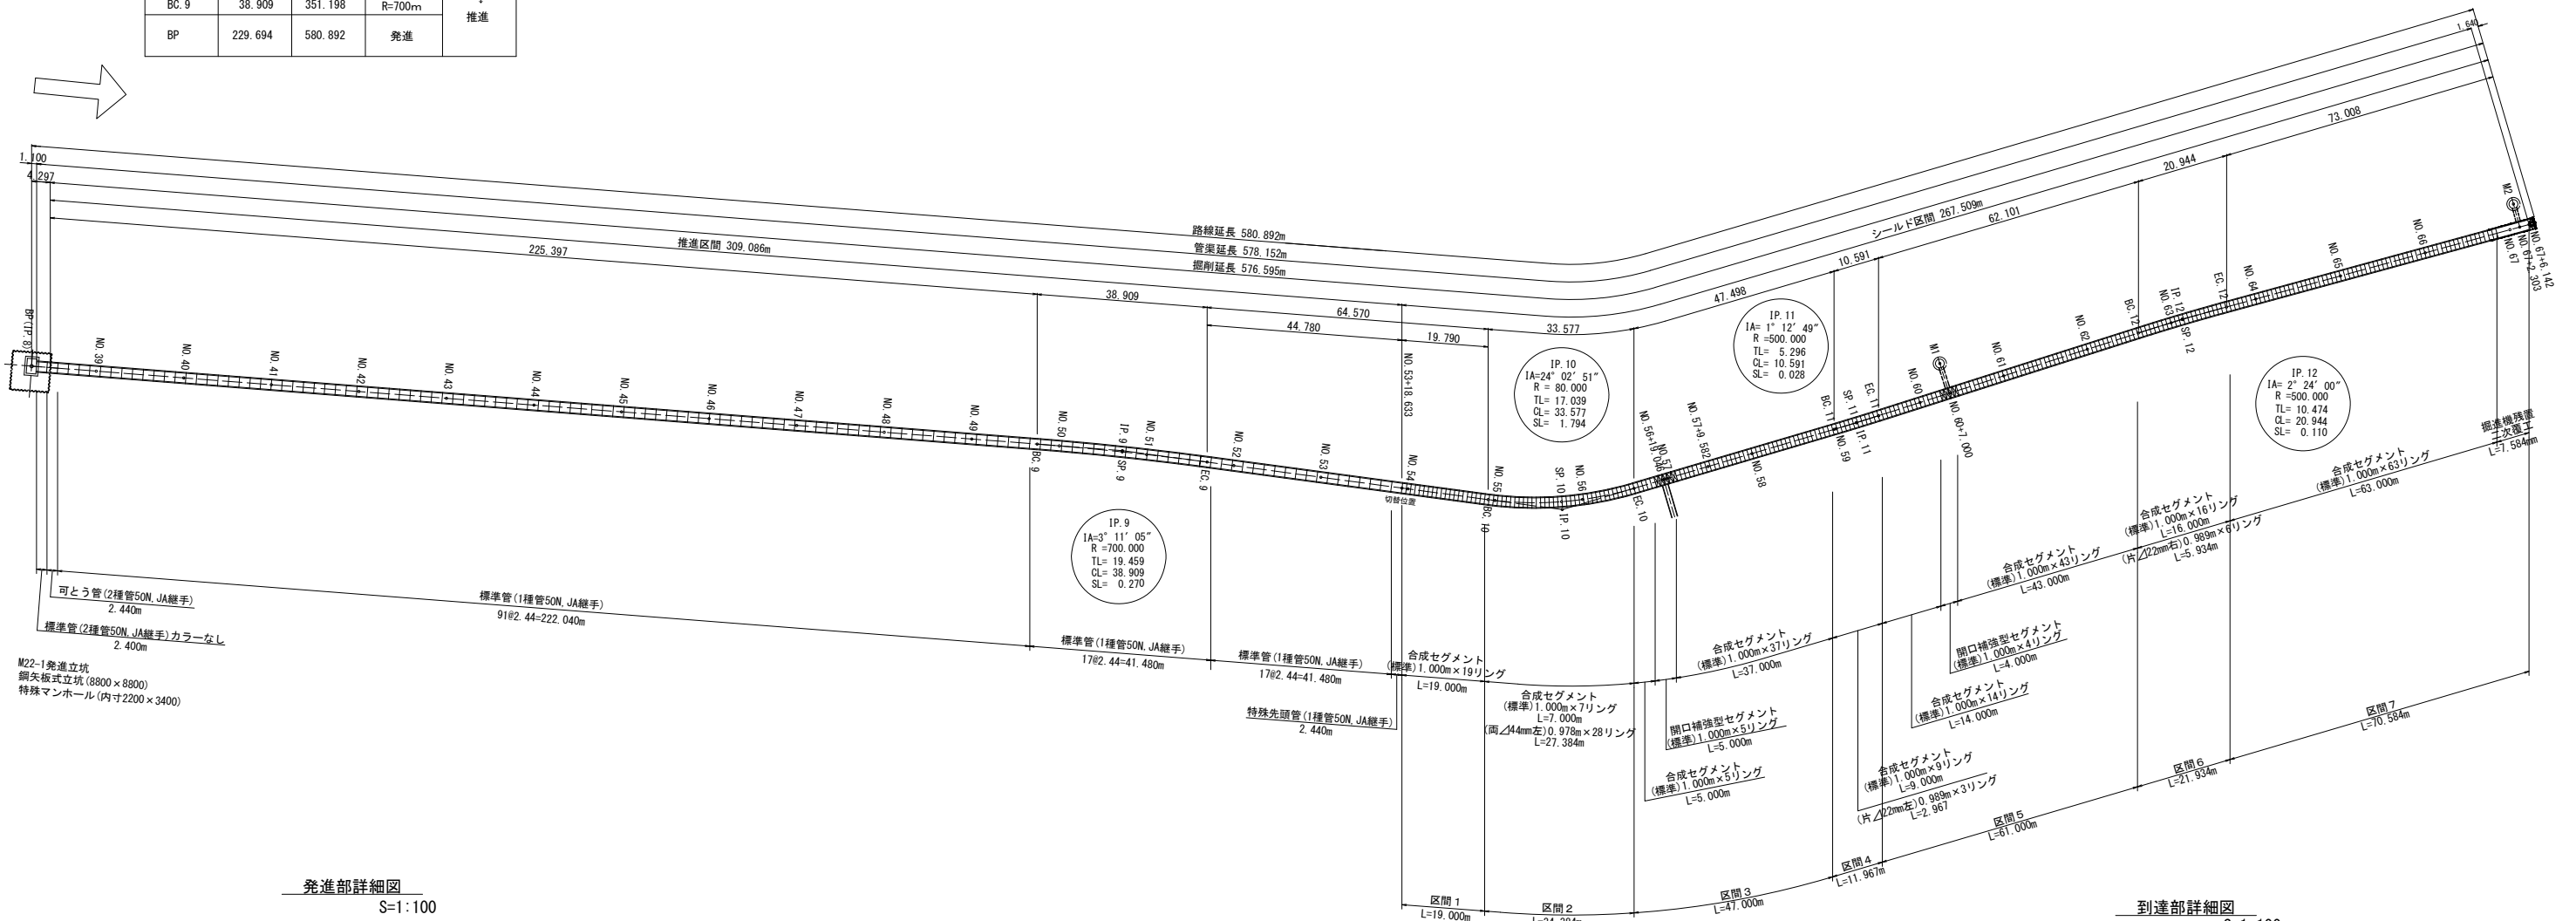 BC.9 38.909 351.198 R=700m
推進
BP 229.694 580.892 発進
1.100
4.297
路線延長 580.892m
管渠延長 578.152m
掘削延長 576.595m
推進区間 309.086m
シールド区間 267.509m
225.397
38.909
64.570
44.780
19.790
33.577
47.498
10.591
62.101
20.944
73.008
1.640
BP(IP.8)
NO.39
NO.40
NO.41
NO.42
NO.43
NO.44
NO.45
NO.46
NO.47
NO.48
NO.49
BC.9
NO.50
IP.9
SP.9
NO.51
EC.9
NO.52
NO.53
NO.53+18.633
NO.54
切替位置
NO.55
BC.10
SP.10
IP.10
NO.56
EC.10
NO.57
NO.57+9.582
NO.58
BC.11
NO.59
SP.11
IP.11
EC.11
NO.60
M1
NO.60+7.000
NO.61
NO.62
BC.12
NO.63
IP.12
SP.12
EC.12
NO.64
NO.65
NO.66
M2
NO.67
NO.67+2.303
NO.67+6.142
IP.9
IA=3° 11′ 05″
R =700.000
TL= 19.459
CL= 38.909
SL= 0.270
IP.10
IA=24° 02′ 51″
R = 80.000
TL= 17.039
CL= 33.577
SL= 1.794
IP.11
IA= 1° 12′ 49″
R =500.000
TL= 5.296
CL= 10.591
SL= 0.028
IP.12
IA= 2° 24′ 00″
R =500.000
TL= 10.474
CL= 20.944
SL= 0.110
可とう管(2種管50N,JA継手)
2.440m
標準管(2種管50N,JA継手)カラーなし
2.400m
M22-1発進立坑
鋼矢板式立坑(8800×8800)
特殊マンホール(内寸2200×3400)
標準管(1種管50N,JA継手)
91@2.44=222.040m
標準管(1種管50N,JA継手)
17@2.44=41.480m
標準管(1種管50N,JA継手)
17@2.44=41.480m
特殊先頭管(1種管50N,JA継手)
2.440m
合成セグメント
(標準)1.000m×19リング
L=19.000m
合成セグメント
(標準)1.000m×7リング
L=7.000m
(両⊿44mm左)0.978m×28リング
L=27.384m
合成セグメント
(標準)1.000m×5リング
L=5.000m
開口補強型セグメント
(標準)1.000m×5リング
L=5.000m
合成セグメント
(標準)1.000m×37リング
L=37.000m
合成セグメント
(標準)1.000m×9リング
L=9.000m
(片⊿22mm左)0.989m×3リング
L=2.967
合成セグメント
(標準)1.000m×14リング
L=14.000m
開口補強型セグメント
(標準)1.000m×4リング
L=4.000m
合成セグメント
(標準)1.000m×43リング
L=43.000m
合成セグメント
(標準)1.000m×16リング
L=16.000m
(片⊿22mm右)0.989m×6リング
L=5.934m
合成セグメント
(標準)1.000m×63リング
L=63.000m
掘進機残置
二次覆工
L=7.584mm
区間1
L=19.000m
区間2
区間3
L=47.000m
区間4
L=11.967m
区間5
L=61.000m
区間6
L=21.934m
区間7
L=70.584m
発進部詳細図
S=1:100
到達部詳細図